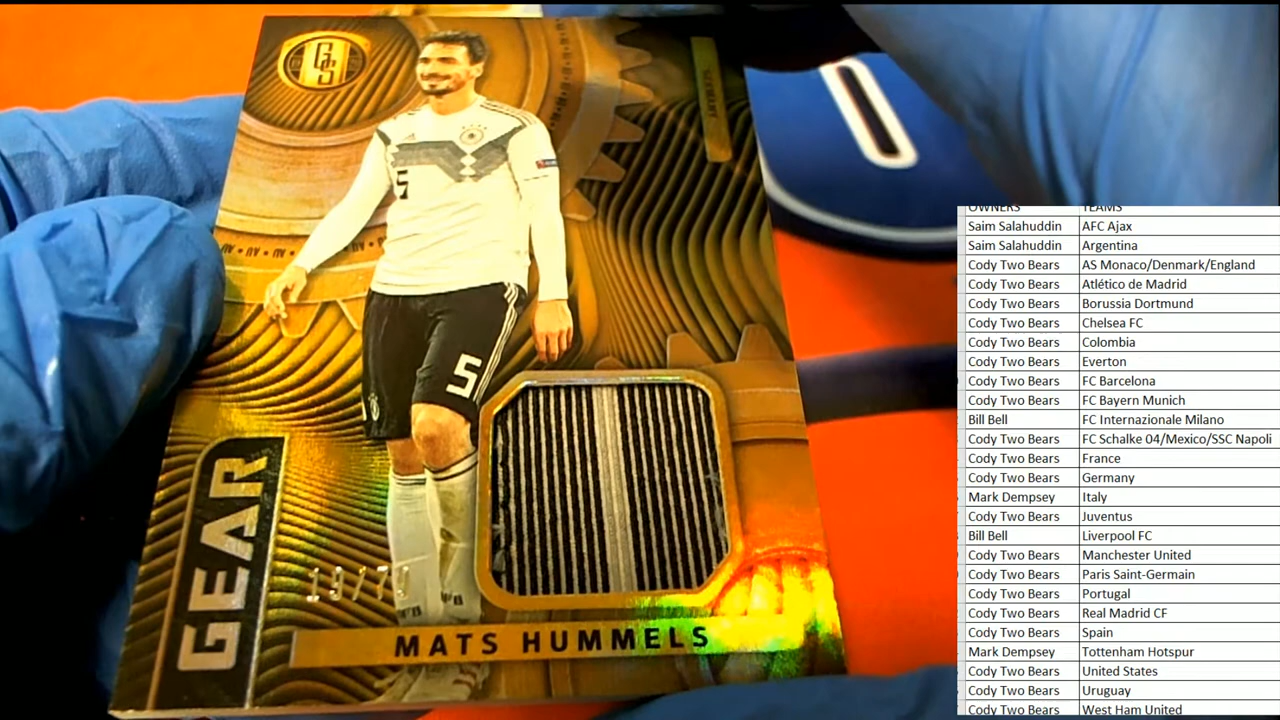 GS
GERMANY
5
5
GEAR
MATS HUMMELS
OWNERS TEAMS
Saim Salahuddin AFC Ajax
Saim Salahuddin Argentina
Cody Two Bears AS Monaco/Denmark/England
Cody Two Bears Atlético de Madrid
Cody Two Bears Borussia Dortmund
Cody Two Bears Chelsea FC
Cody Two Bears Colombia
Cody Two Bears Everton
Cody Two Bears FC Barcelona
Cody Two Bears FC Bayern Munich
Bill Bell FC Internazionale Milano
Cody Two Bears FC Schalke 04/Mexico/SSC Napoli
Cody Two Bears France
Cody Two Bears Germany
Mark Dempsey Italy
Cody Two Bears Juventus
Bill Bell Liverpool FC
Cody Two Bears Manchester United
Cody Two Bears Paris Saint-Germain
Cody Two Bears Portugal
Cody Two Bears Real Madrid CF
Cody Two Bears Spain
Mark Dempsey Tottenham Hotspur
Cody Two Bears United States
Cody Two Bears Uruguay
Cody Two Bears West Ham United